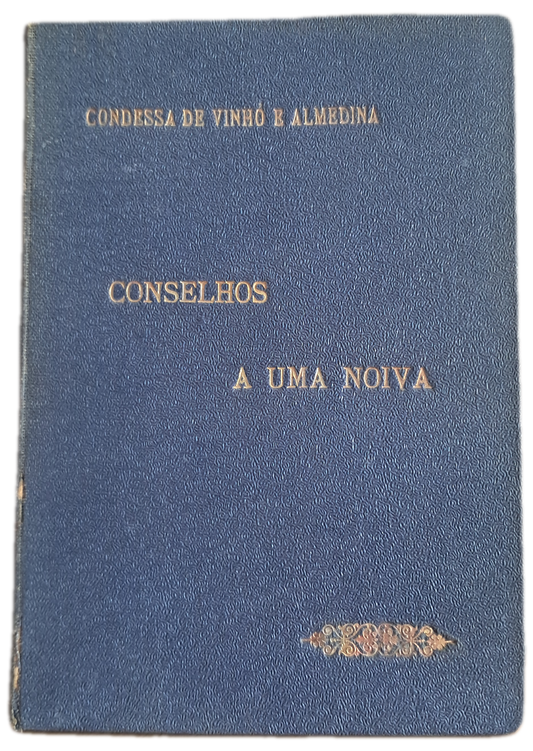 CONDESSA DE VINHÓ E ALMEDINA
CONSELHOS
A UMA NOIVA